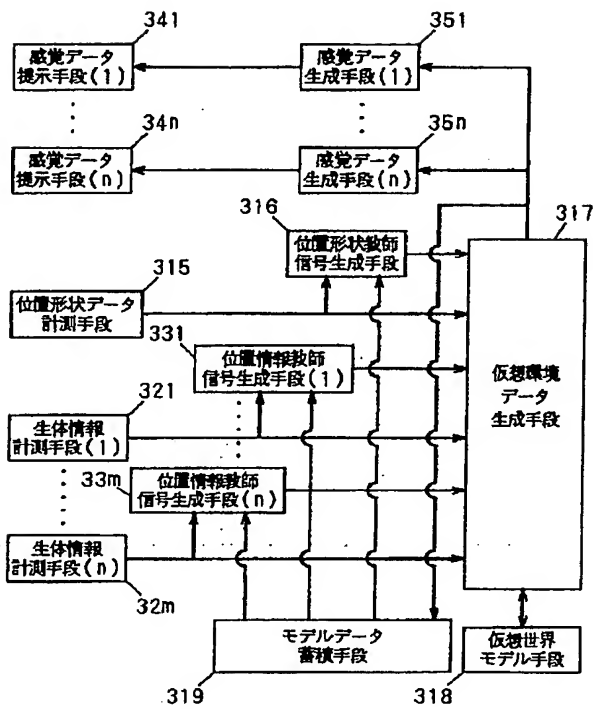 341
351
感覚データ
提示手段(1)
感覚データ
生成手段(1)
34n
35n
感覚データ
提示手段(n)
感覚データ
生成手段(n)
316
317
位置形状教師
信号生成手段
315
位置形状データ
計測手段
331
位置情報教師
信号生成手段(1)
仮想環境
データ
生成手段
321
生体情報
計測手段(1)
33m
位置情報教師
信号生成手段(n)
生体情報
計測手段(n)
32m
モデルデータ
蓄積手段
仮想世界
モデル手段
319
318